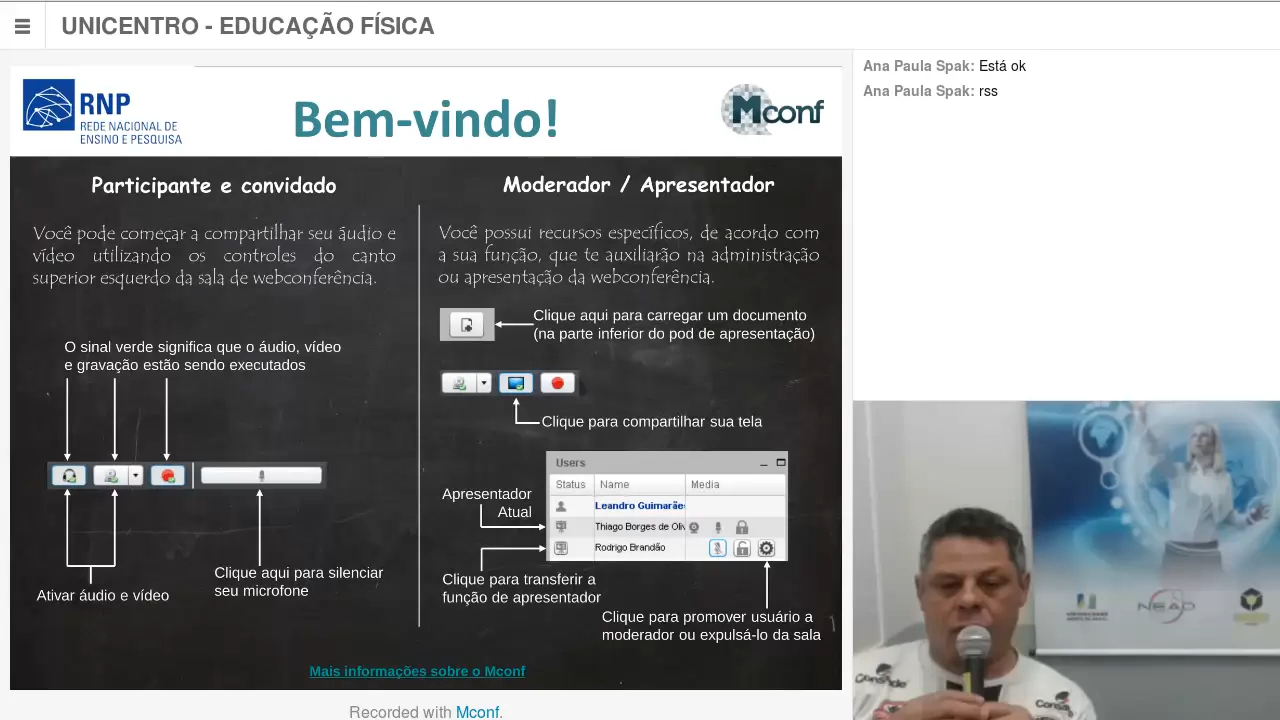 UNICENTRO - EDUCAÇÃO FÍSICA
RNP
REDE NACIONAL DE
ENSINO E PESQUISA
Bem-vindo!
Mconf
Participante e convidado
Você pode começar a compartilhar seu áudio e
vídeo utilizando os controles do canto
superior esquerdo da sala de webconferência.
O sinal verde significa que o áudio, vídeo
e gravação estão sendo executados
Ativar áudio e vídeo
Clique aqui para silenciar
seu microfone
Moderador / Apresentador
Você possui recursos específicos, de acordo com
a sua função, que te auxiliarão na administração
ou apresentação da webconferência.
Clique aqui para carregar um documento
(na parte inferior do pod de apresentação)
Clique para compartilhar sua tela
Users
Status Name Media
Leandro Guimarães
Thiago Borges de Oliv
Rodrigo Brandão
Apresentador
Atual
Clique para transferir a
função de apresentador
Clique para promover usuário a
moderador ou expulsá-lo da sala
Mais informações sobre o Mconf
Recorded with Mconf.
Ana Paula Spak: Está ok
Ana Paula Spak: rss
NEAD